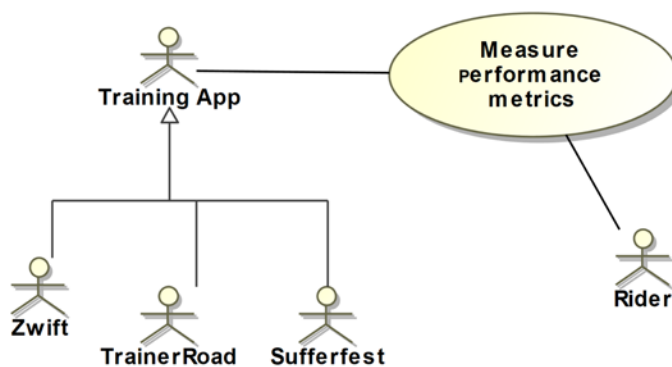 Measure
Performance
metrics
Training App
Zwift
TrainerRoad
Sufferfest
Rider